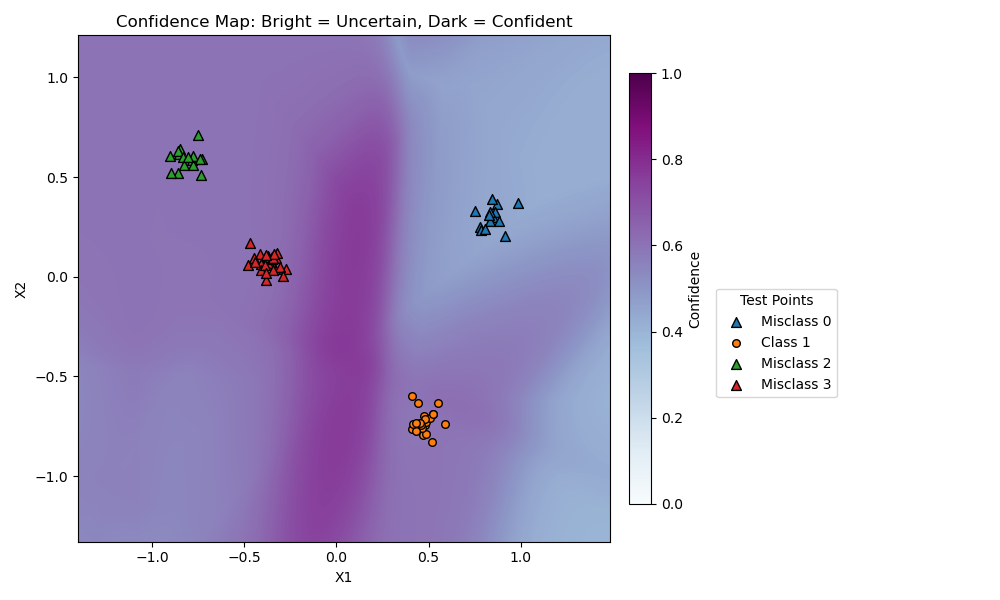 Confidence Map: Bright = Uncertain, Dark = Confident
X2
1.0
0.5
0.0
−0.5
−1.0
−1.0
−0.5
0.0
0.5
1.0
X1
1.0
0.8
0.6
0.4
0.2
0.0
Confidence
Test Points
Misclass 0
Class 1
Misclass 2
Misclass 3